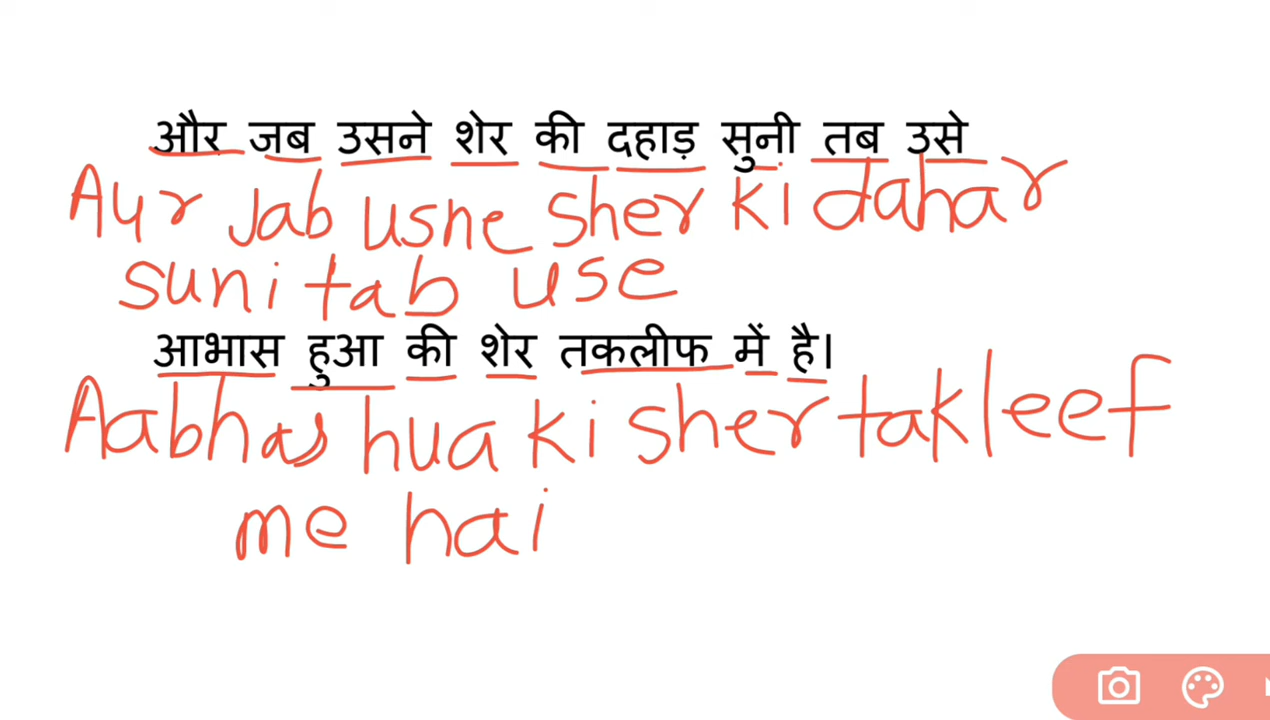 और जब उसने शेर की दहाड़ सुनी तब उसे
Ayr Jab usne Sher ki dahar
suni tab use
आभास हुआ की शेर तकलीफ में है।
Aabhas hua ki sher takleef
me hai